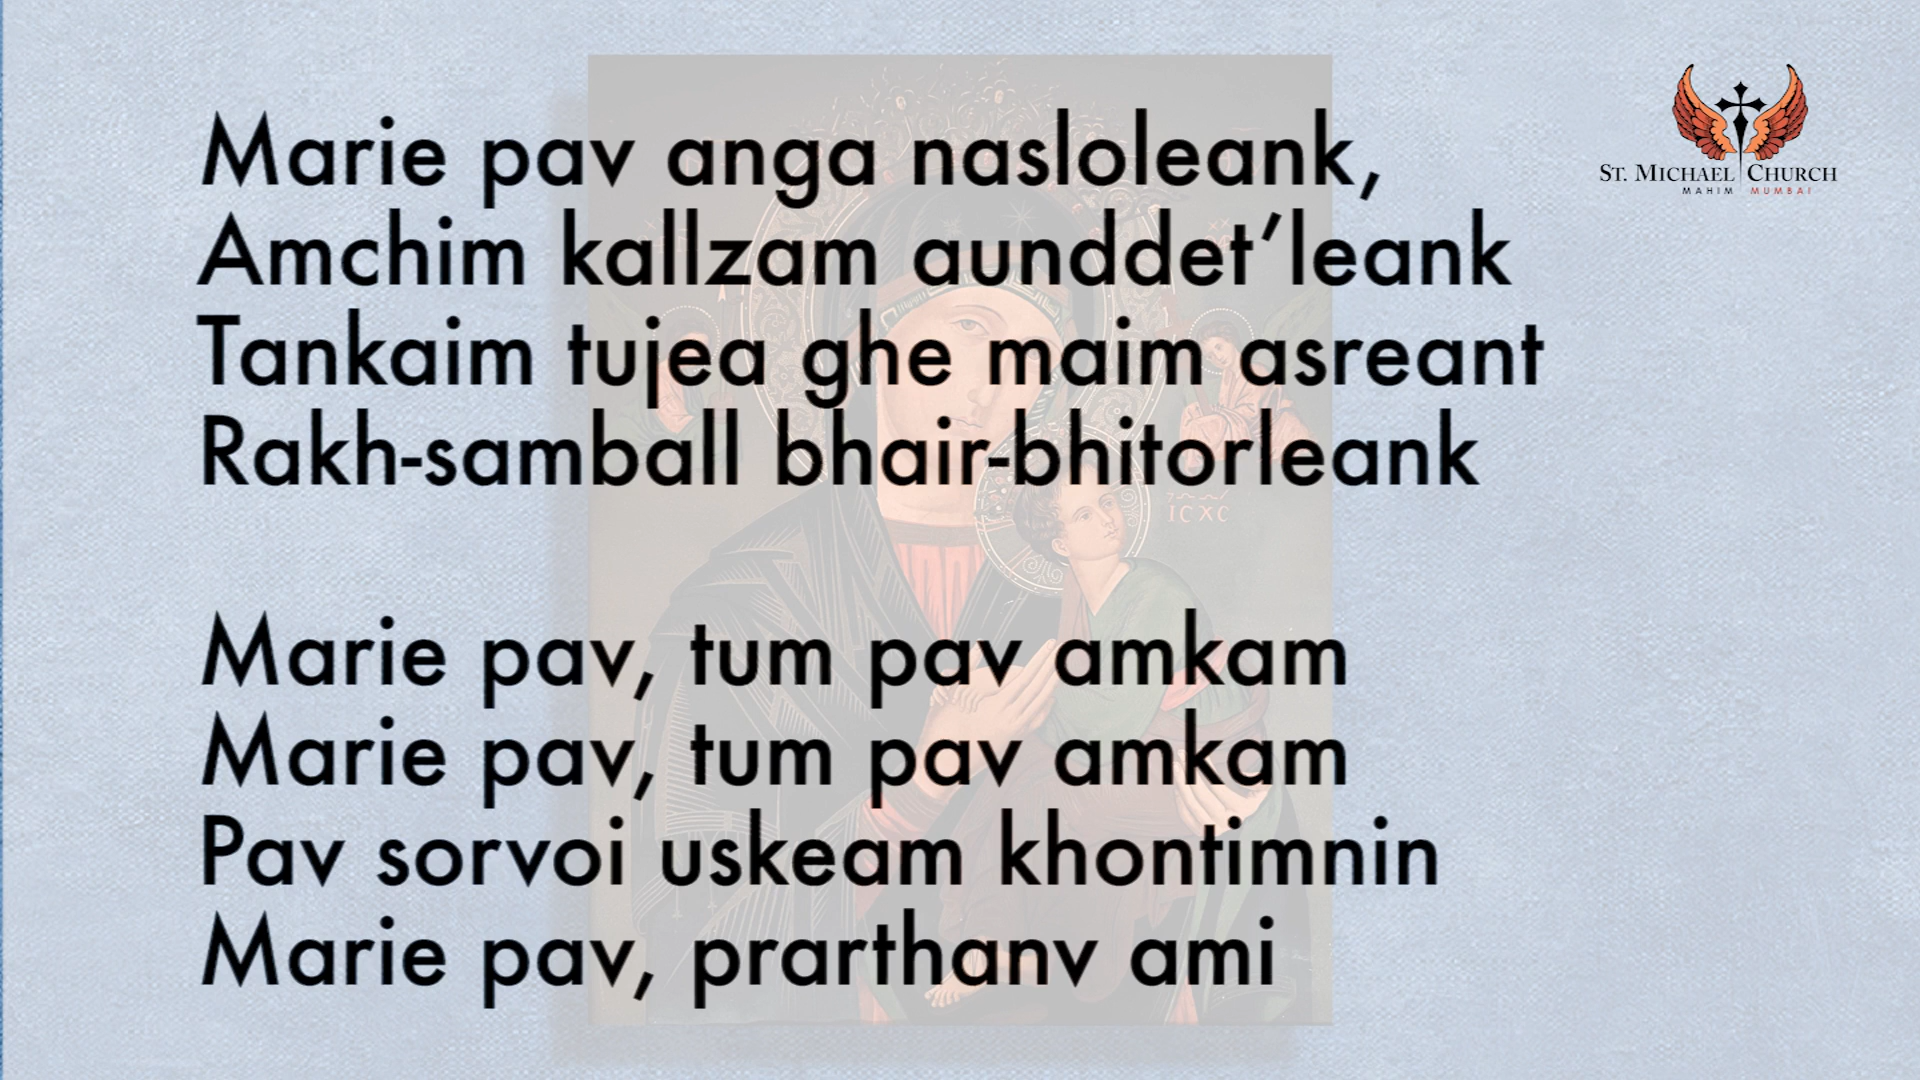 Marie pav anga nasloleank,
Amchim kallzam aunddet’leank
Tankaim tujea ghe maim asreant
Rakh-samball bhair-bhitorleank
Marie pav, tum pav amkam
Marie pav, tum pav amkam
Pav sorvoi uskeam khontimnin
Marie pav, prarthanv ami
ST. MICHAEL CHURCH
MAHIM MUMBAI
IC XC